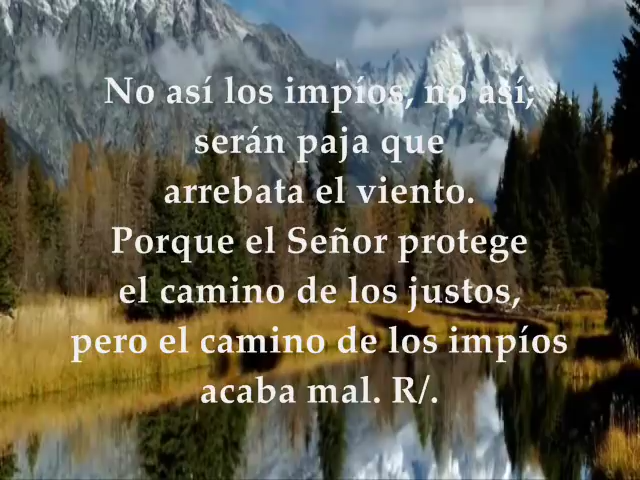 No así los impíos, no así;
serán paja que
arrebata el viento.
Porque el Señor protege
el camino de los justos,
pero el camino de los impíos
acaba mal. R/.